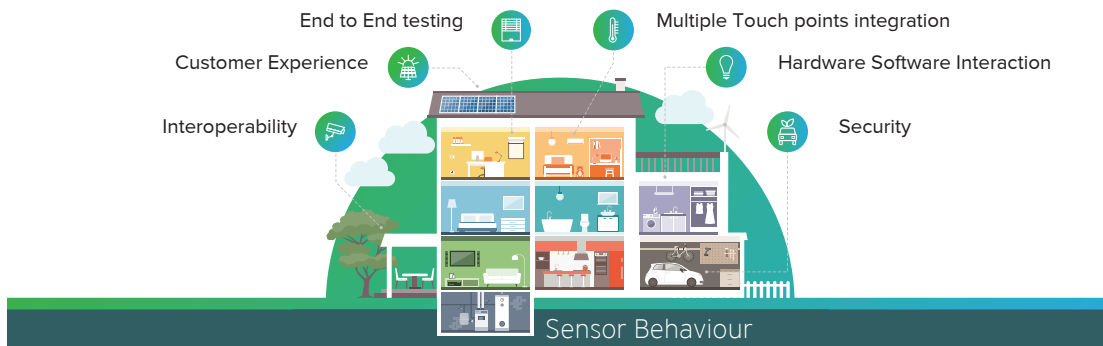 End to End testing
Multiple Touch points integration
Customer Experience
Hardware Software Interaction
Interoperability
Security
Sensor Behaviour